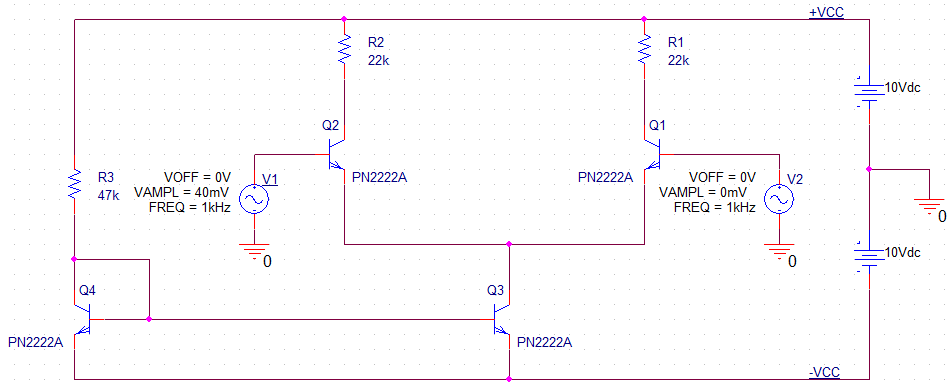 +VCC
R2
22k
R1
22k
10Vdc
Q2
Q1
R3
47k
VOFF = 0V
VAMPL = 40mV
FREQ = 1kHz
V1
PN2222A
PN2222A
VOFF = 0V
VAMPL = 0mV
FREQ = 1kHz
V2
0
0
0
10Vdc
Q4
Q3
PN2222A
PN2222A
-VCC